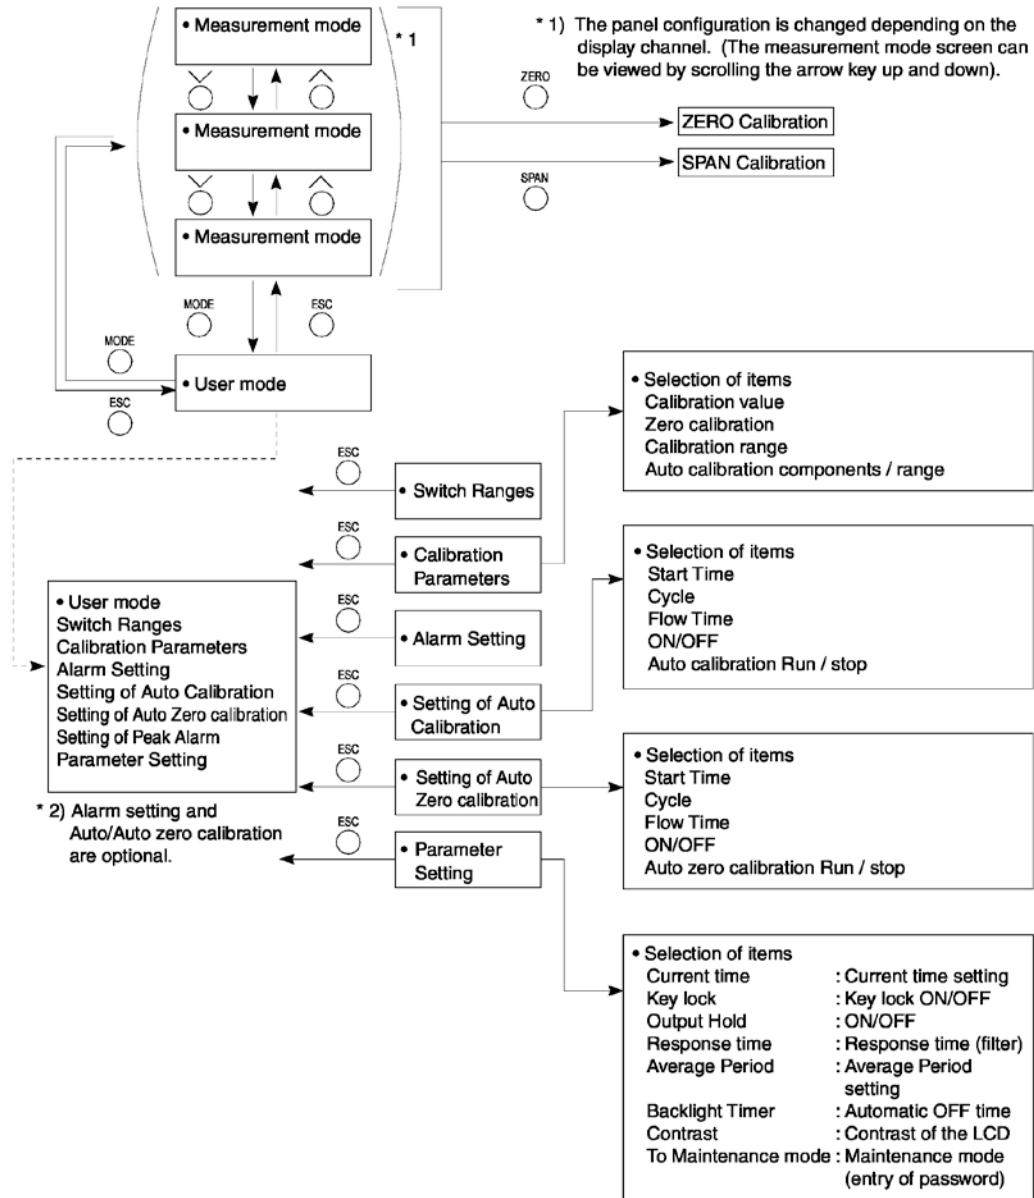 • Measurement mode
* 1
* 1) The panel configuration is changed depending on the
display channel. (The measurement mode screen can
be viewed by scrolling the arrow key up and down).
ZERO
ZERO Calibration
• Measurement mode
SPAN Calibration
SPAN
• Measurement mode
MODE
ESC
MODE
• User mode
ESC
• Selection of items
Calibration value
Zero calibration
Calibration range
Auto calibration components / range
ESC
• Switch Ranges
ESC
• Calibration
Parameters
• Selection of items
Start Time
Cycle
Flow Time
ON/OFF
Auto calibration Run / stop
• User mode
Switch Ranges
Calibration Parameters
Alarm Setting
Setting of Auto Calibration
Setting of Auto Zero calibration
Setting of Peak Alarm
Parameter Setting
ESC
• Alarm Setting
ESC
• Setting of Auto
Calibration
ESC
• Setting of Auto
Zero calibration
• Selection of items
Start Time
Cycle
Flow Time
ON/OFF
Auto zero calibration Run / stop
* 2) Alarm setting and
Auto/Auto zero calibration
are optional.
ESC
• Parameter
Setting
• Selection of items
Current time : Current time setting
Key lock : Key lock ON/OFF
Output Hold : ON/OFF
Response time : Response time (filter)
Average Period : Average Period
setting
Backlight Timer : Automatic OFF time
Contrast : Contrast of the LCD
To Maintenance mode : Maintenance mode
(entry of password)